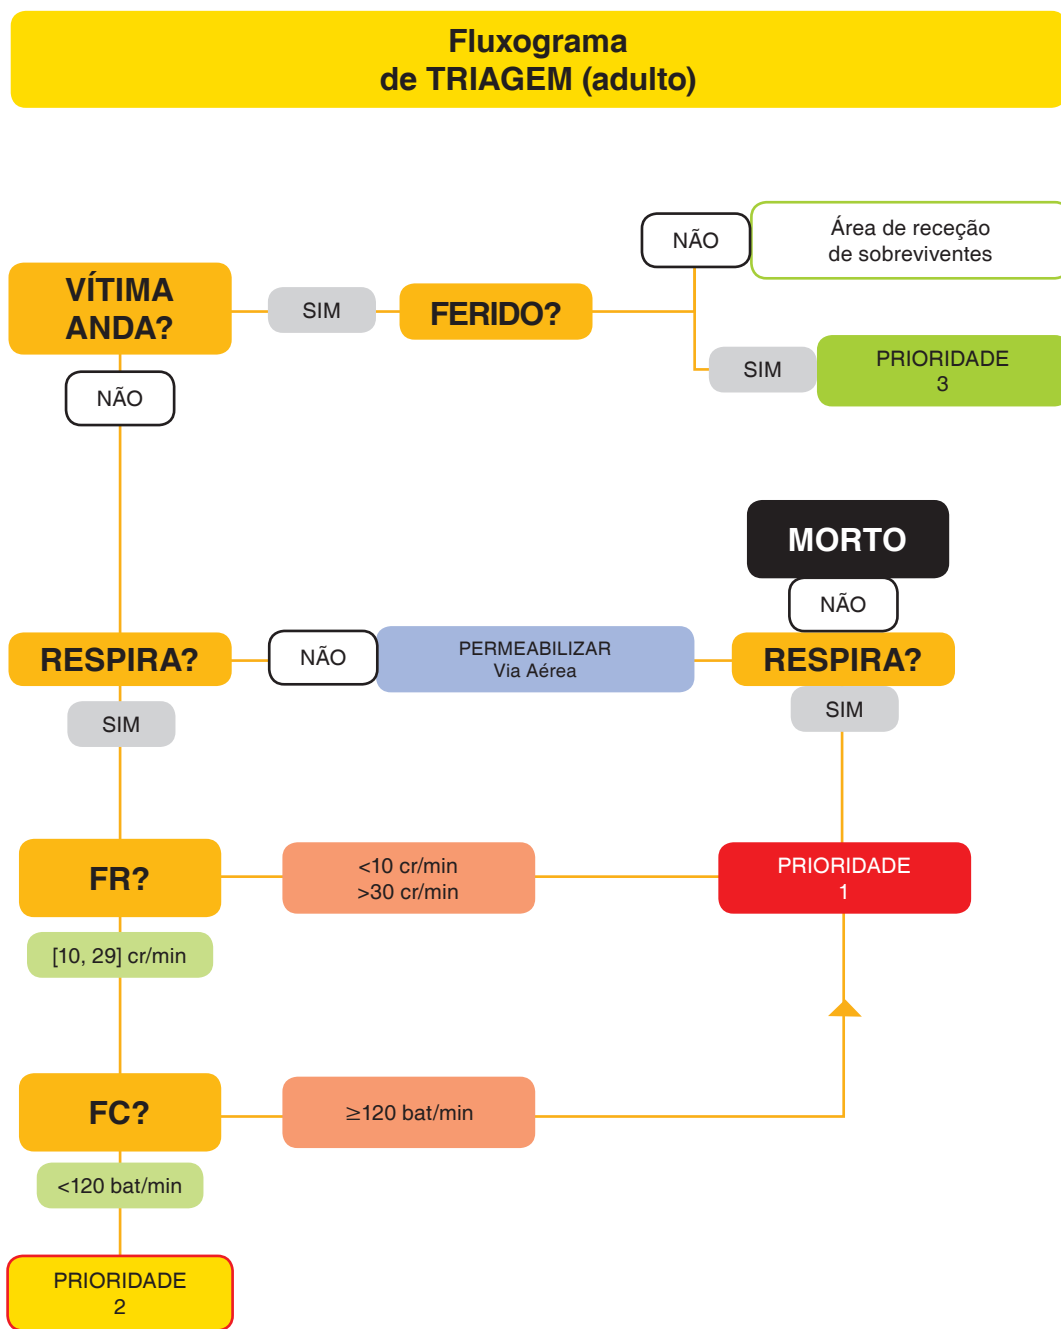 Fluxograma
de TRIAGEM (adulto)
NÃO
Área de receção
de sobreviventes
VÍTIMA
ANDA?
SIM
FERIDO?
SIM
PRIORIDADE
3
NÃO
MORTO
NÃO
RESPIRA?
NÃO
PERMEABILIZAR
Via Aérea
RESPIRA?
SIM
SIM
FR?
<10 cr/min
>30 cr/min
PRIORIDADE
1
[10, 29] cr/min
FC?
≥120 bat/min
<120 bat/min
PRIORIDADE
2